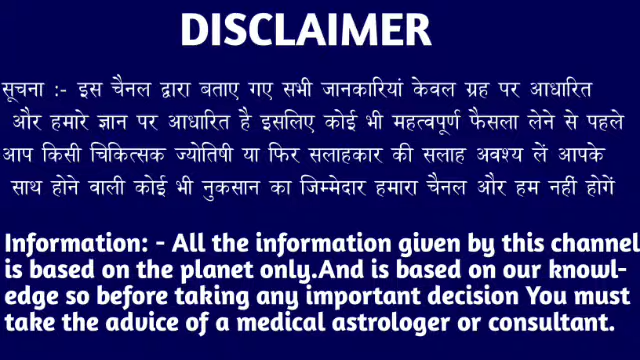 DISCLAIMER
सूचना :- इस चैनल द्वारा बताए गए सभी जानकारियां केवल ग्रह पर आधारित
और हमारे ज्ञान पर आधारित है इसलिए कोई भी महत्वपूर्ण फैसला लेने से पहले
आप किसी चिकित्सक ज्योतिषी या फिर सलाहकार की सलाह अवश्य लें आपके
साथ होने वाली कोई भी नुकसान का जिम्मेदार हमारा चैनल और हम नहीं होगें
Information: - All the information given by this channel
is based on the planet only.And is based on our knowl-
edge so before taking any important decision You must
take the advice of a medical astrologer or consultant.